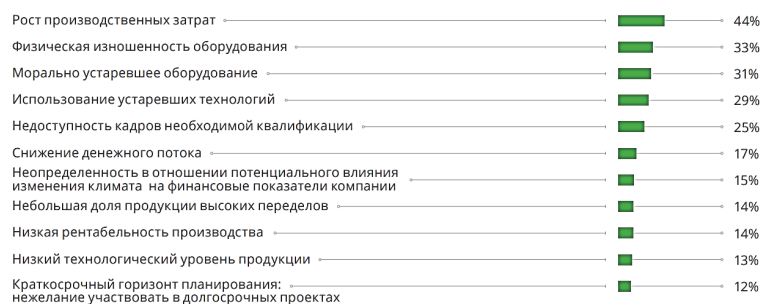 Рост производственных затрат 44%
Физическая изношенность оборудования 33%
Морально устаревшее оборудование 31%
Использование устаревших технологий 29%
Недоступность кадров необходимой квалификации 25%
Снижение денежного потока 17%
Неопределенность в отношении потенциального влияния
изменения климата на финансовые показатели компании 15%
Небольшая доля продукции высоких переделов 14%
Низкая рентабельность производства 14%
Низкий технологический уровень продукции 13%
Краткосрочный горизонт планирования: 12%
нежелание участвовать в долгосрочных проектах